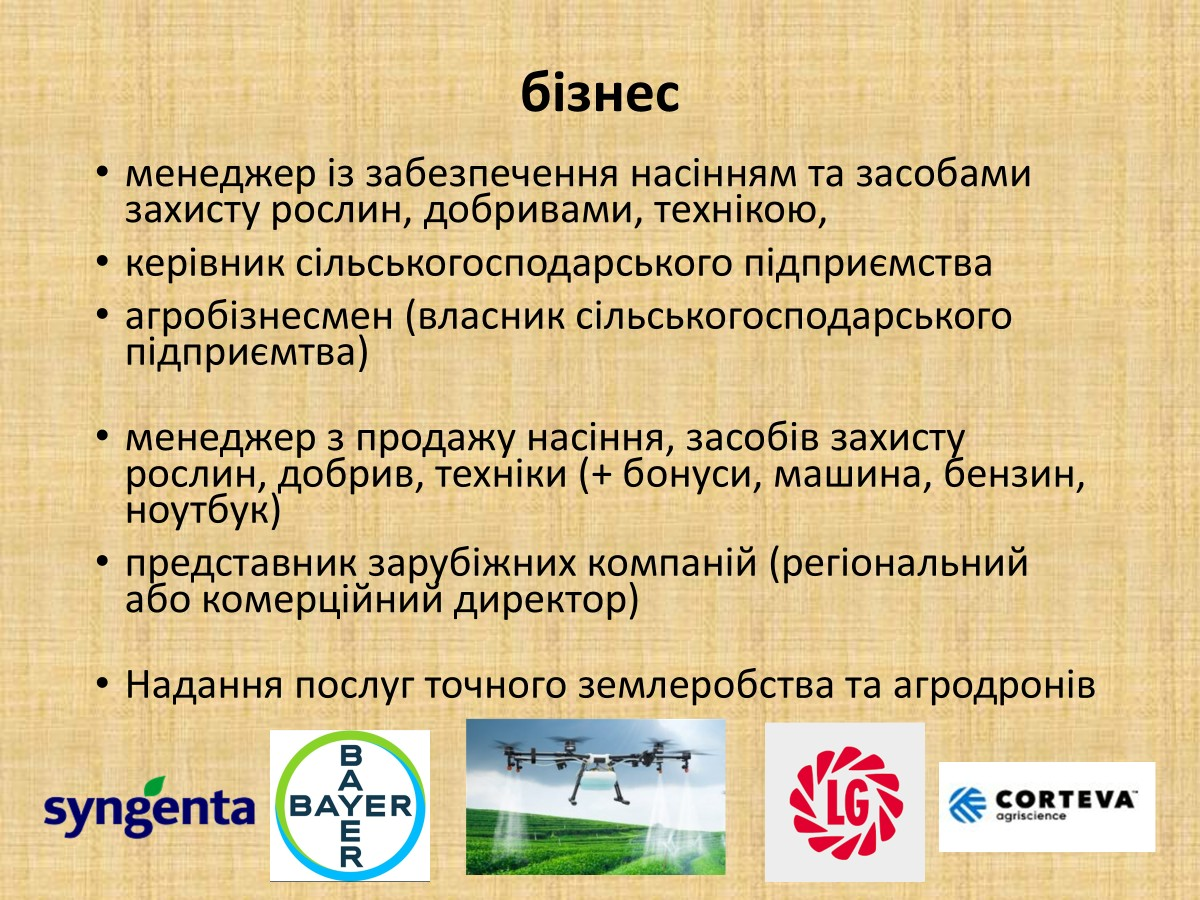 бізнес
• менеджер із забезпечення насінням та засобами
захисту рослин, добривами, технікою,
• керівник сільськогосподарського підприємства
• агробізнесмен (власник сільськогосподарського
підприємтва)
• менеджер з продажу насіння, засобів захисту
рослин, добрив, техніки (+ бонуси, машина, бензин,
ноутбук)
• представник зарубіжних компаній (регіональний
або комерційний директор)
• Надання послуг точного землеробства та агродронів
syngenta
BAYER
BAYER
LG
CORTEVA™
agriscience